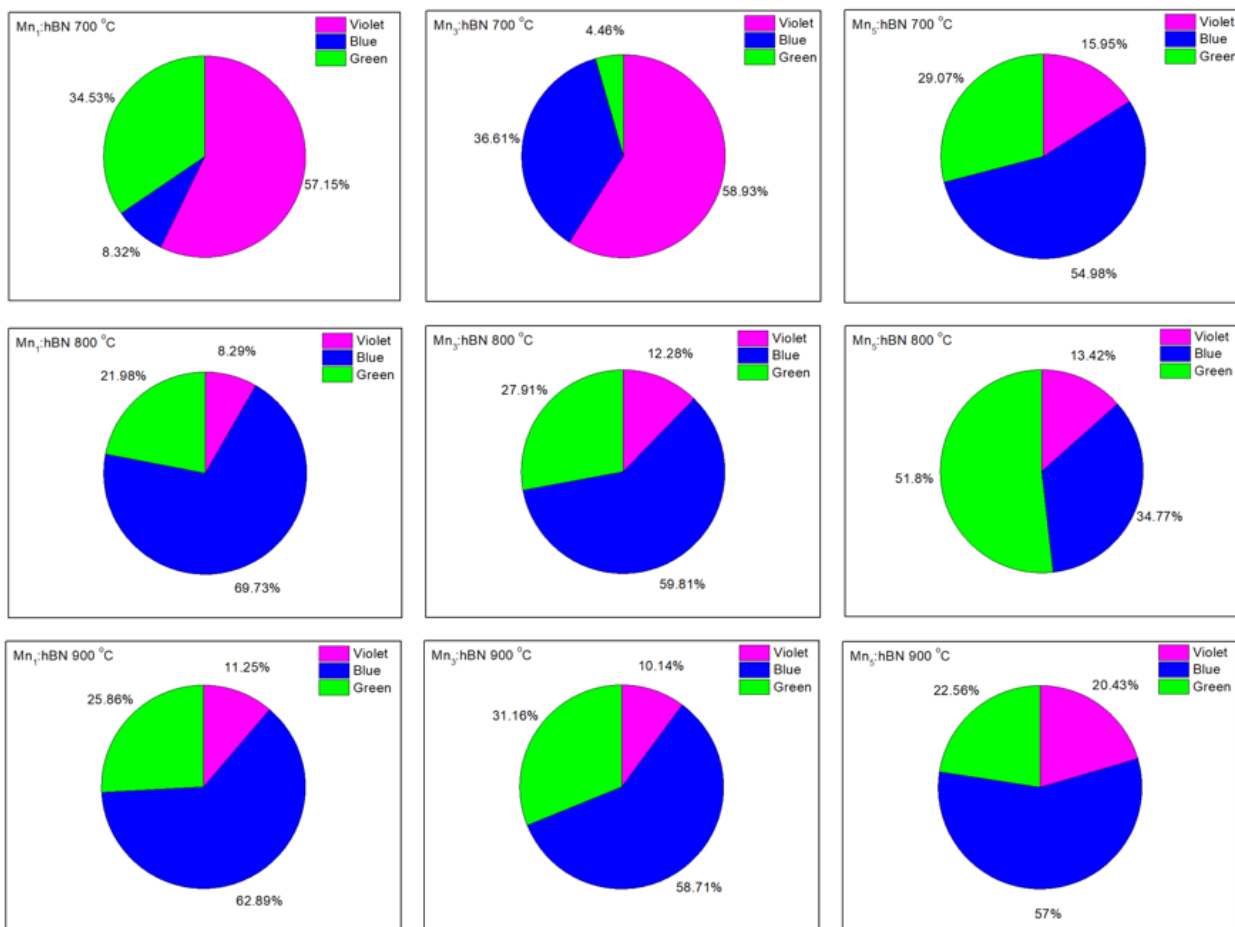 Mn₁:hBN 700 °C
Violet
Blue
Green
34.53%
57.15%
8.32%
Mn₃:hBN 700 °C
Violet
Blue
Green
4.46%
36.61%
58.93%
Mn₅:hBN 700 °C
Violet
Blue
Green
15.95%
29.07%
54.98%
Mn₁:hBN 800 °C
Violet
Blue
Green
8.29%
21.98%
69.73%
Mn₃:hBN 800 °C
Violet
Blue
Green
12.28%
27.91%
59.81%
Mn₅:hBN 800 °C
Violet
Blue
Green
13.42%
51.8%
34.77%
Mn₁:hBN 900 °C
Violet
Blue
Green
11.25%
25.86%
62.89%
Mn₃:hBN 900 °C
Violet
Blue
Green
10.14%
31.16%
58.71%
Mn₅:hBN 900 °C
Violet
Blue
Green
22.56%
20.43%
57%